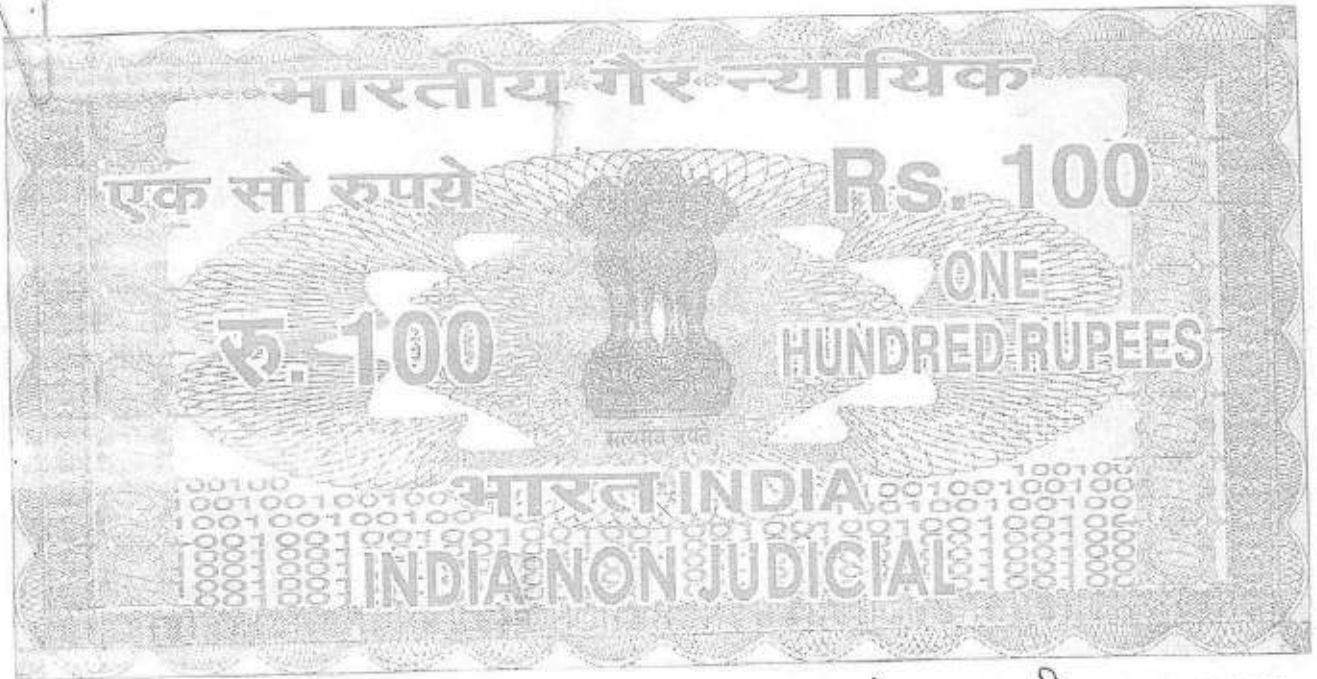 भारतीय गैर न्यायिक
एक सौ रुपये
Rs. 100
रु. 100
ONE
HUNDRED RUPEES
सत्यमेव जयते
भारत INDIA
INDIA NON JUDICIAL